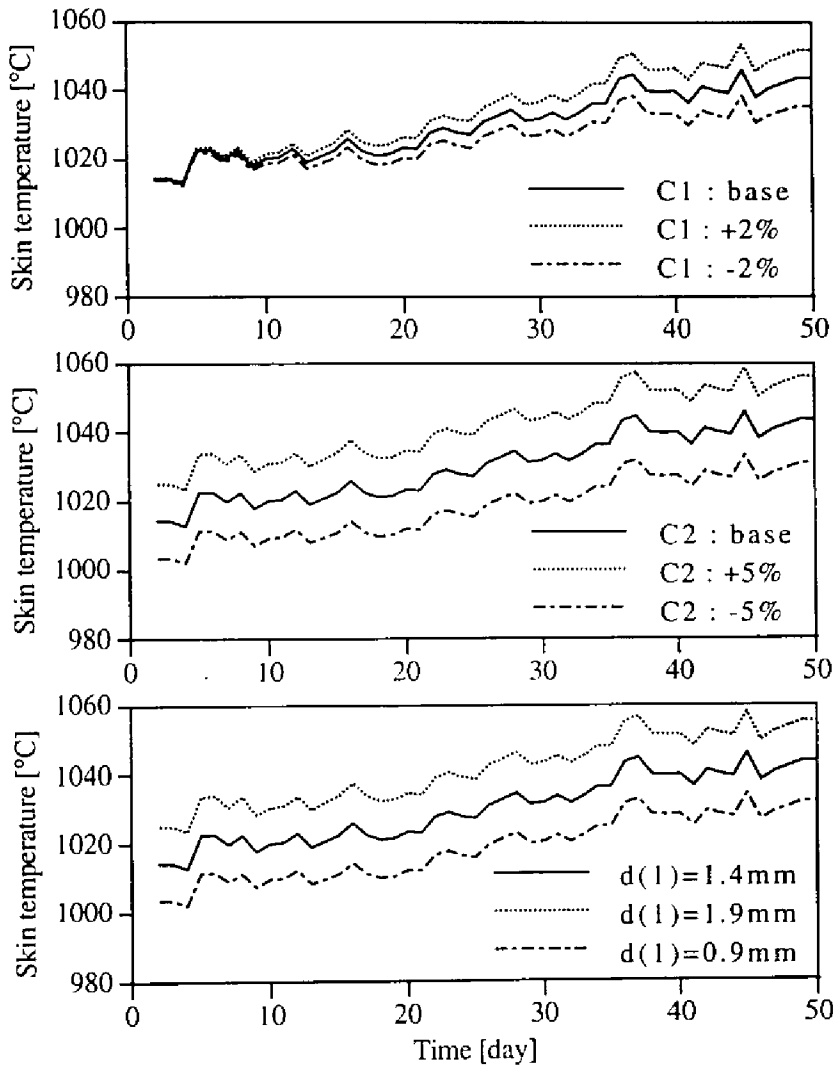 Skin temperature [°C]
1060
1040
1020
1000
980
0 10 20 30 40 50
C1 : base
C1 : +2%
C1 : -2%
Skin temperature [°C]
1060
1040
1020
1000
980
0 10 20 30 40 50
C2 : base
C2 : +5%
C2 : -5%
Skin temperature [°C]
1060
1040
1020
1000
980
0 10 20 30 40 50
d(1)=1.4mm
d(1)=1.9mm
d(1)=0.9mm
Time [day]